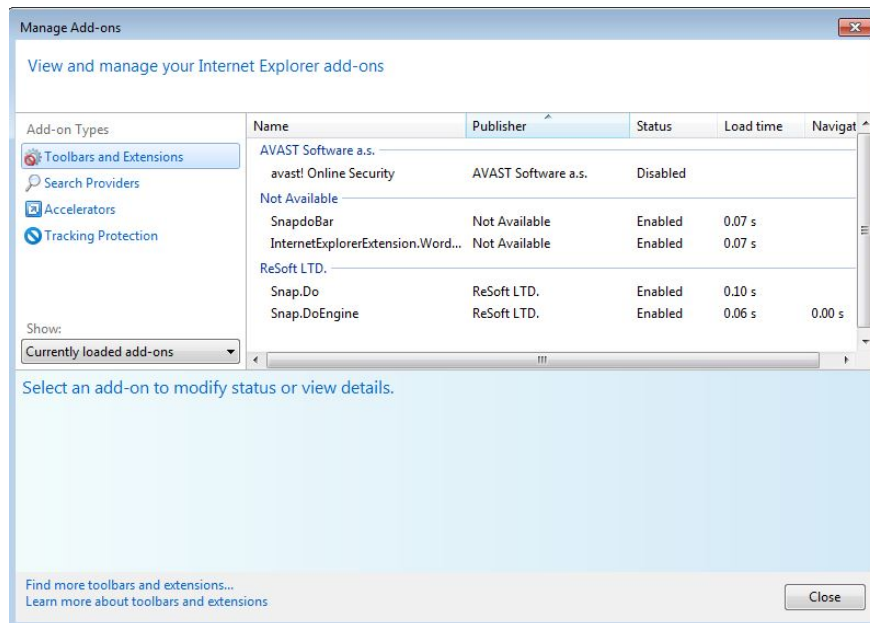 Manage Add-ons
View and manage your Internet Explorer add-ons
Add-on Types
Toolbars and Extensions
Search Providers
Accelerators
Tracking Protection
Show:
Currently loaded add-ons
Name Publisher Status Load time Navigat
AVAST Software a.s.
avast! Online Security AVAST Software a.s. Disabled
Not Available
SnapdoBar Not Available Enabled 0.07 s
InternetExplorerExtension.Word... Not Available Enabled 0.07 s
ReSoft LTD.
Snap.Do ReSoft LTD. Enabled 0.10 s
Snap.DoEngine ReSoft LTD. Enabled 0.06 s 0.00 s
Select an add-on to modify status or view details.
Find more toolbars and extensions...
Learn more about toolbars and extensions
Close